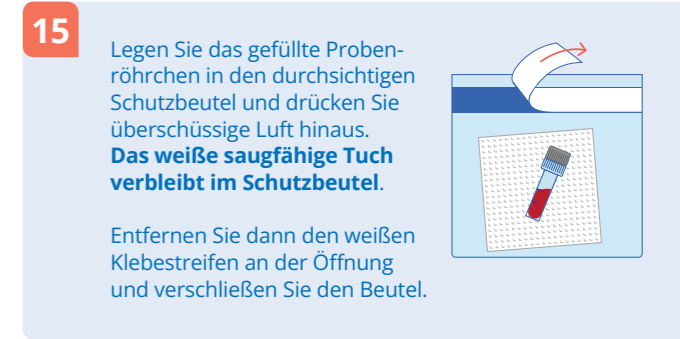 15
Legen Sie das gefüllte Proben-
röhrchen in den durchsichtigen
Schutzbeutel und drücken Sie
überschüssige Luft hinaus.
Das weiße saugfähige Tuch
verbleibt im Schutzbeutel.
Entfernen Sie dann den weißen
Klebestreifen an der Öffnung
und verschließen Sie den Beutel.